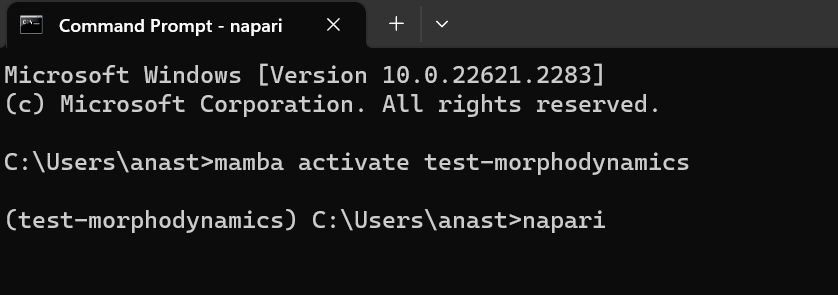 Command Prompt - napari
Microsoft Windows [Version 10.0.22621.2283]
(c) Microsoft Corporation. All rights reserved.
C:\Users\anast>mamba activate test-morphodynamics
(test-morphodynamics) C:\Users\anast>napari